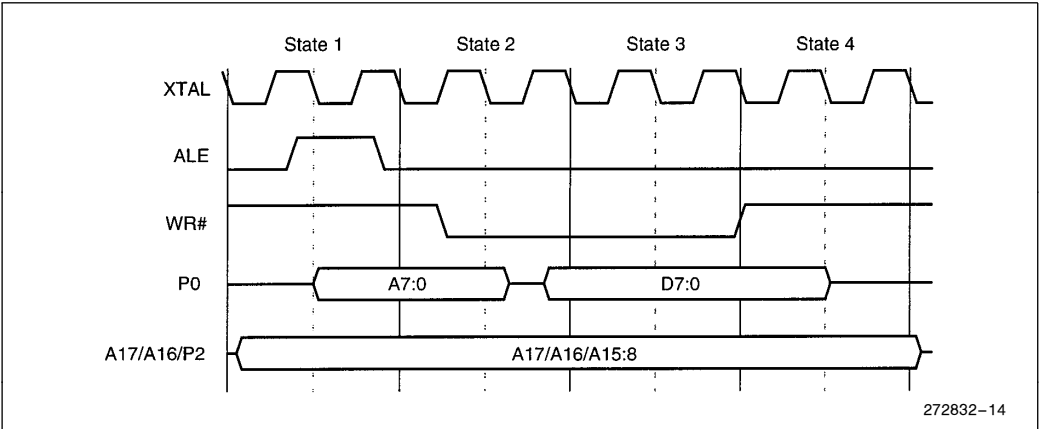 State 1 State 2 State 3 State 4
XTAL
ALE
WR#
P0 A7:0 D7:0
A17/A16/P2 A17/A16/A15:8
272832–14